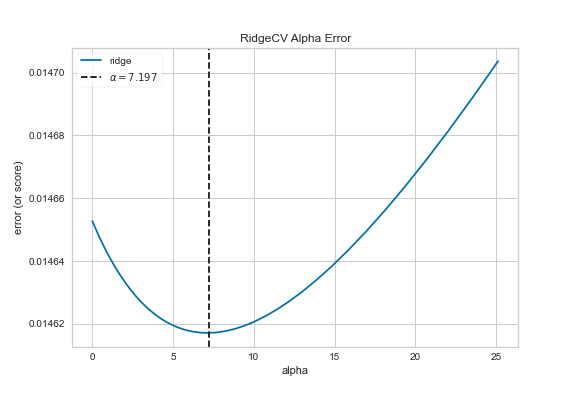 RidgeCV Alpha Error
ridge
α = 7.197
error (or score)
0.01470
0.01468
0.01466
0.01464
0.01462
0
5
10
15
20
25
alpha